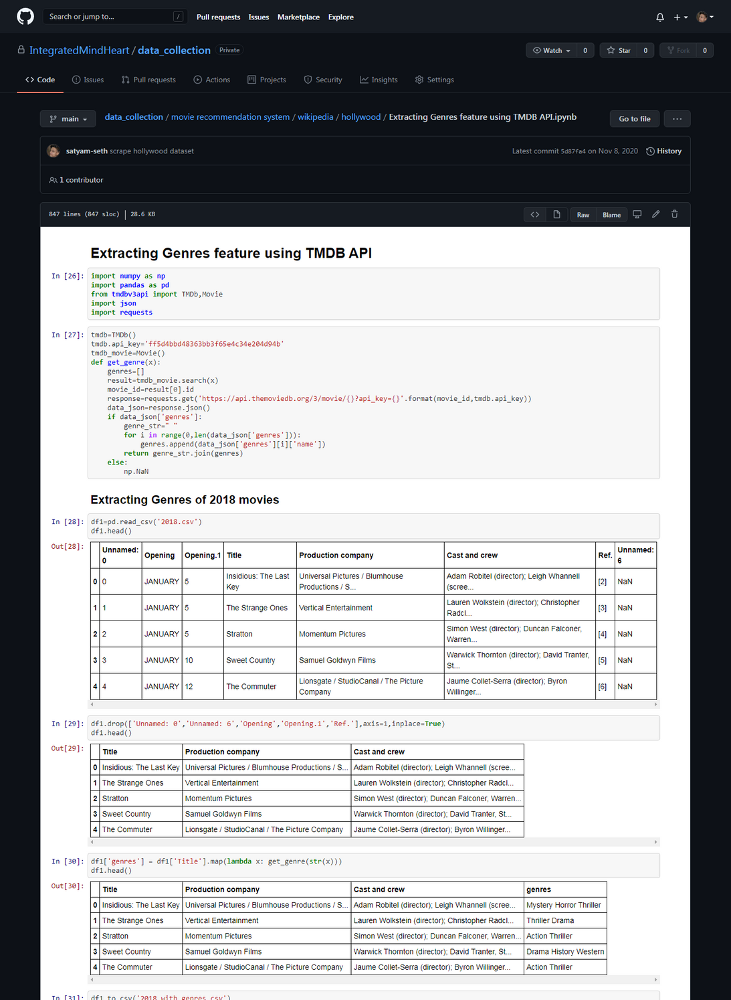 Search or jump to... /
Pull requests Issues Marketplace Explore
IntegratedMindHeart / data_collection Private
Watch 0 Star 0 Fork 0
Code Issues Pull requests Actions Projects Security Insights Settings
main data_collection / movie recommendation system / wikipedia / hollywood / Extracting Genres feature using TMDB API.ipynb Go to file ...
satyam-seth scrape hollywood dataset Latest commit 5d87fa4 on Nov 8, 2020 History
1 contributor
847 lines (847 sloc) | 28.6 KB <> Raw Blame
Extracting Genres feature using TMDB API
In [26]: import numpy as np
import pandas as pd
from tmdbv3api import TMDb,Movie
import json
import requests
In [27]: tmdb=TMDb()
tmdb.api_key='ff5d4bbd48363bb3f65e4c34e204d94b'
tmdb_movie=Movie()
def get_genre(x):
    genres=[]
    result=tmdb_movie.search(x)
    movie_id=result[0].id
    response=requests.get('https://api.themoviedb.org/3/movie/{}?api_key={}'.format(movie_id,tmdb.api_key))
    data_json=response.json()
    if data_json['genres']:
        genre_str=" "
        for i in range(0,len(data_json['genres'])):
            genres.append(data_json['genres'][i]['name'])
        return genre_str.join(genres)
    else:
        np.NaN
Extracting Genres of 2018 movies
In [28]: df1=pd.read_csv('2018.csv')
df1.head()
Out[28]:
Unnamed: 0 Opening Opening.1 Title Production company Cast and crew Ref. Unnamed: 6
0 0 JANUARY 5 Insidious: The Last Key Universal Pictures / Blumhouse Productions / S... Adam Robitel (director); Leigh Whannell (scree... [2] NaN
1 1 JANUARY 5 The Strange Ones Vertical Entertainment Lauren Wolkstein (director); Christopher Radcl... [3] NaN
2 2 JANUARY 5 Stratton Momentum Pictures Simon West (director); Duncan Falconer, Warren... [4] NaN
3 3 JANUARY 10 Sweet Country Samuel Goldwyn Films Warwick Thornton (director); David Tranter, St... [5] NaN
4 4 JANUARY 12 The Commuter Lionsgate / StudioCanal / The Picture Company Jaume Collet-Serra (director); Byron Willinger... [6] NaN
In [29]: df1.drop(['Unnamed: 0','Unnamed: 6','Opening','Opening.1','Ref.'],axis=1,inplace=True)
df1.head()
Out[29]:
Title Production company Cast and crew
0 Insidious: The Last Key Universal Pictures / Blumhouse Productions / S... Adam Robitel (director); Leigh Whannell (scree...
1 The Strange Ones Vertical Entertainment Lauren Wolkstein (director); Christopher Radcl...
2 Stratton Momentum Pictures Simon West (director); Duncan Falconer, Warren...
3 Sweet Country Samuel Goldwyn Films Warwick Thornton (director); David Tranter, St...
4 The Commuter Lionsgate / StudioCanal / The Picture Company Jaume Collet-Serra (director); Byron Willinger...
In [30]: df1['genres'] = df1['Title'].map(lambda x: get_genre(str(x)))
df1.head()
Out[30]:
Title Production company Cast and crew genres
0 Insidious: The Last Key Universal Pictures / Blumhouse Productions / S... Adam Robitel (director); Leigh Whannell (scree... Mystery Horror Thriller
1 The Strange Ones Vertical Entertainment Lauren Wolkstein (director); Christopher Radcl... Thriller Drama
2 Stratton Momentum Pictures Simon West (director); Duncan Falconer, Warren... Action Thriller
3 Sweet Country Samuel Goldwyn Films Warwick Thornton (director); David Tranter, St... Drama History Western
4 The Commuter Lionsgate / StudioCanal / The Picture Company Jaume Collet-Serra (director); Byron Willinger... Action Thriller
In [31]: df1.to_csv('2018_with_genres.csv')